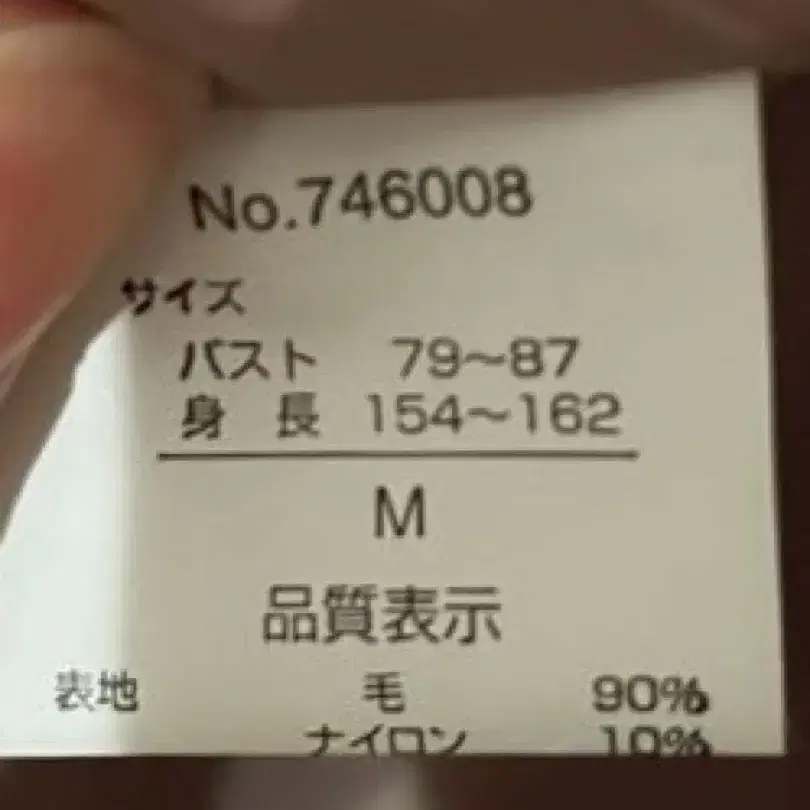 No.746008
サイズ
バスト 79～87
身 長 154～162
M
品質表示
表地 毛 90%
ナイロン 10%